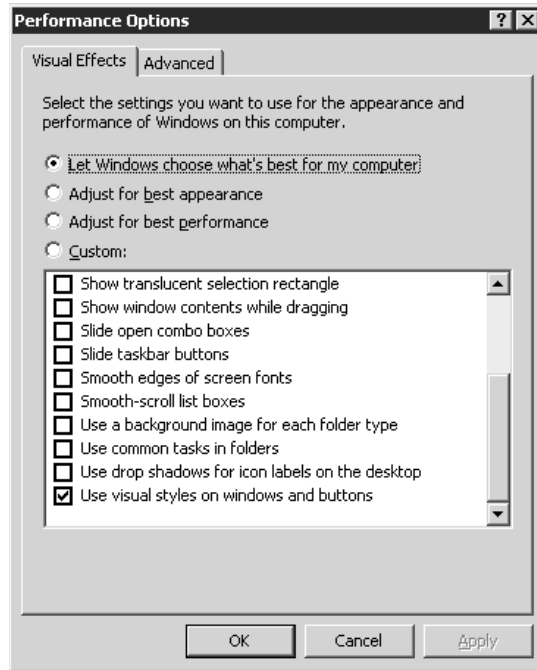 Performance Options
Visual Effects
Advanced
Select the settings you want to use for the appearance and
performance of Windows on this computer.
Let Windows choose what's best for my computer
Adjust for best appearance
Adjust for best performance
Custom:
Show translucent selection rectangle
Show window contents while dragging
Slide open combo boxes
Slide taskbar buttons
Smooth edges of screen fonts
Smooth-scroll list boxes
Use a background image for each folder type
Use common tasks in folders
Use drop shadows for icon labels on the desktop
Use visual styles on windows and buttons
OK
Cancel
Apply